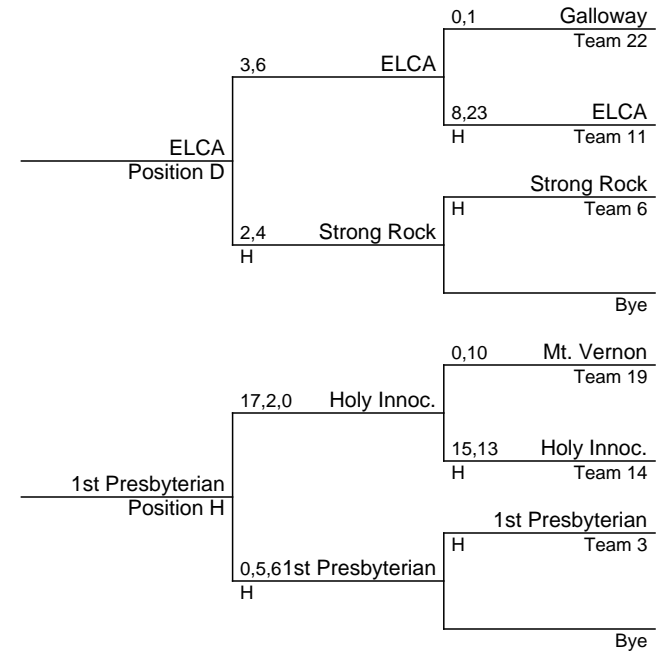 0,1 Galloway
Team 22
3,6 ELCA
8,23 ELCA
H Team 11
ELCA
Position D
Strong Rock
H Team 6
2,4 Strong Rock
H
Bye
0,10 Mt. Vernon
Team 19
17,2,0 Holy Innoc.
15,13 Holy Innoc.
H Team 14
1st Presbyterian
Position H
1st Presbyterian
H Team 3
0,5,6 1st Presbyterian
H
Bye